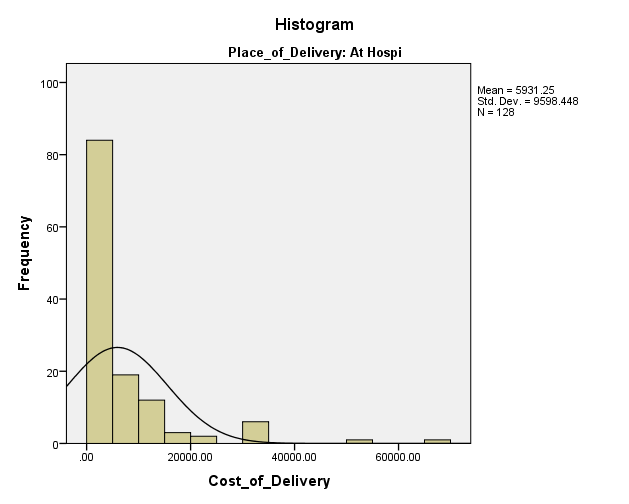 Histogram
Place_of_Delivery: At Hospi
Mean = 5931.25
Std. Dev. = 9598.448
N = 128
Frequency
100
80
60
40
20
0
.00 20000.00 40000.00 60000.00
Cost_of_Delivery